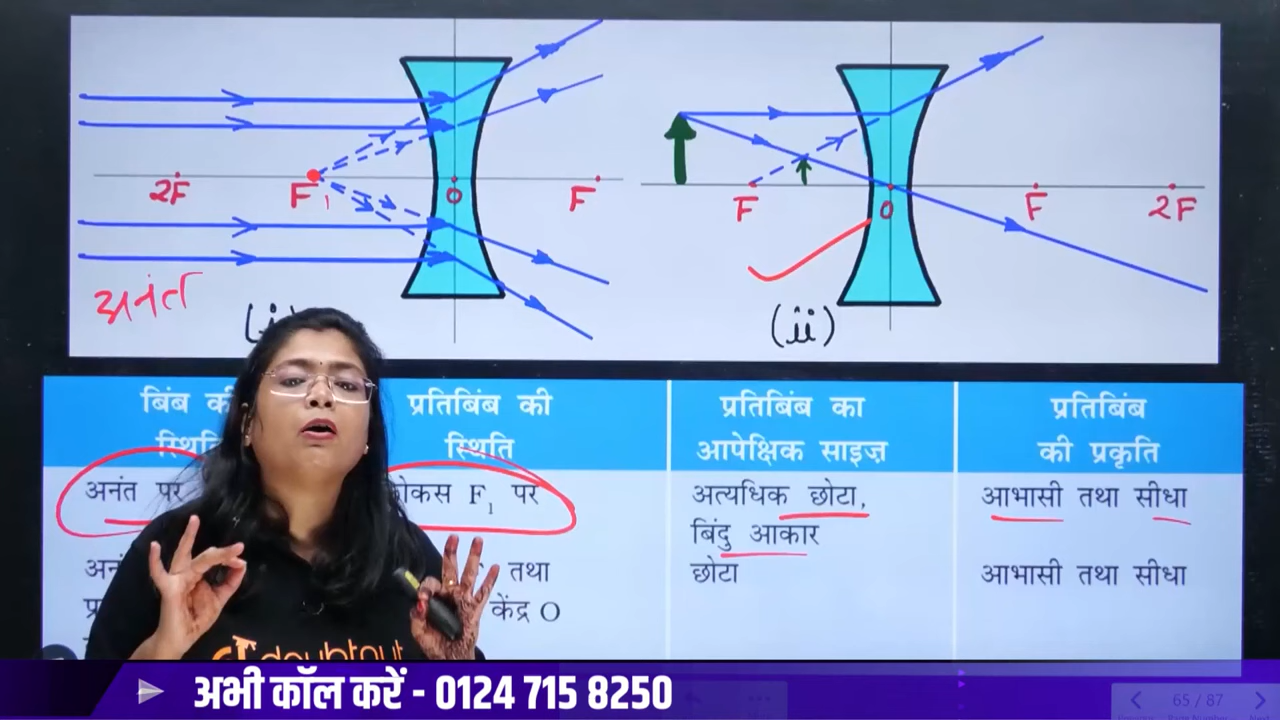 2F
F₁
O
F
अनंत
F
O
F
2F
(ii)
बिंब की
स्थिति
प्रतिबिंब की
स्थिति
प्रतिबिंब का
आपेक्षिक साइज़
प्रतिबिंब
की प्रकृति
अनंत पर
फोकस F₁ पर
अत्यधिक छोटा,
बिंदु आकार
आभासी तथा सीधा
तथा
केंद्र O
छोटा
आभासी तथा सीधा
doubtnut
अभी कॉल करें - 0124 715 8250
65 / 87